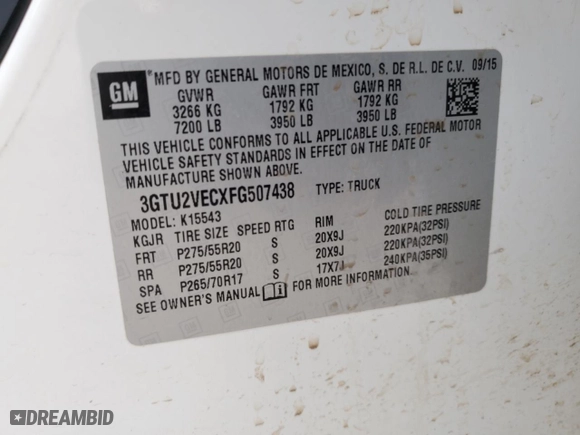 GM
MFD BY GENERAL MOTORS DE MEXICO, S. DE R.L. DE C.V. 09/15
GVWR GAWR FRT GAWR RR
3266 KG 1792 KG 1792 KG
7200 LB 3950 LB 3950 LB
THIS VEHICLE CONFORMS TO ALL APPLICABLE U.S. FEDERAL MOTOR
VEHICLE SAFETY STANDARDS IN EFFECT ON THE DATE OF
MANUFACTURE SHOWN ABOVE.
3GTU2VECXFG507438 TYPE: TRUCK
MODEL: K15543
KGJR TIRE SIZE SPEED RTG RIM COLD TIRE PRESSURE
FRT P275/55R20 S 20X9J 220KPA(32PSI)
RR P275/55R20 S 20X9J 220KPA(32PSI)
SPA P265/70R17 S 17X7J 240KPA(35PSI)
SEE OWNER'S MANUAL FOR MORE INFORMATION.
DREAMBID